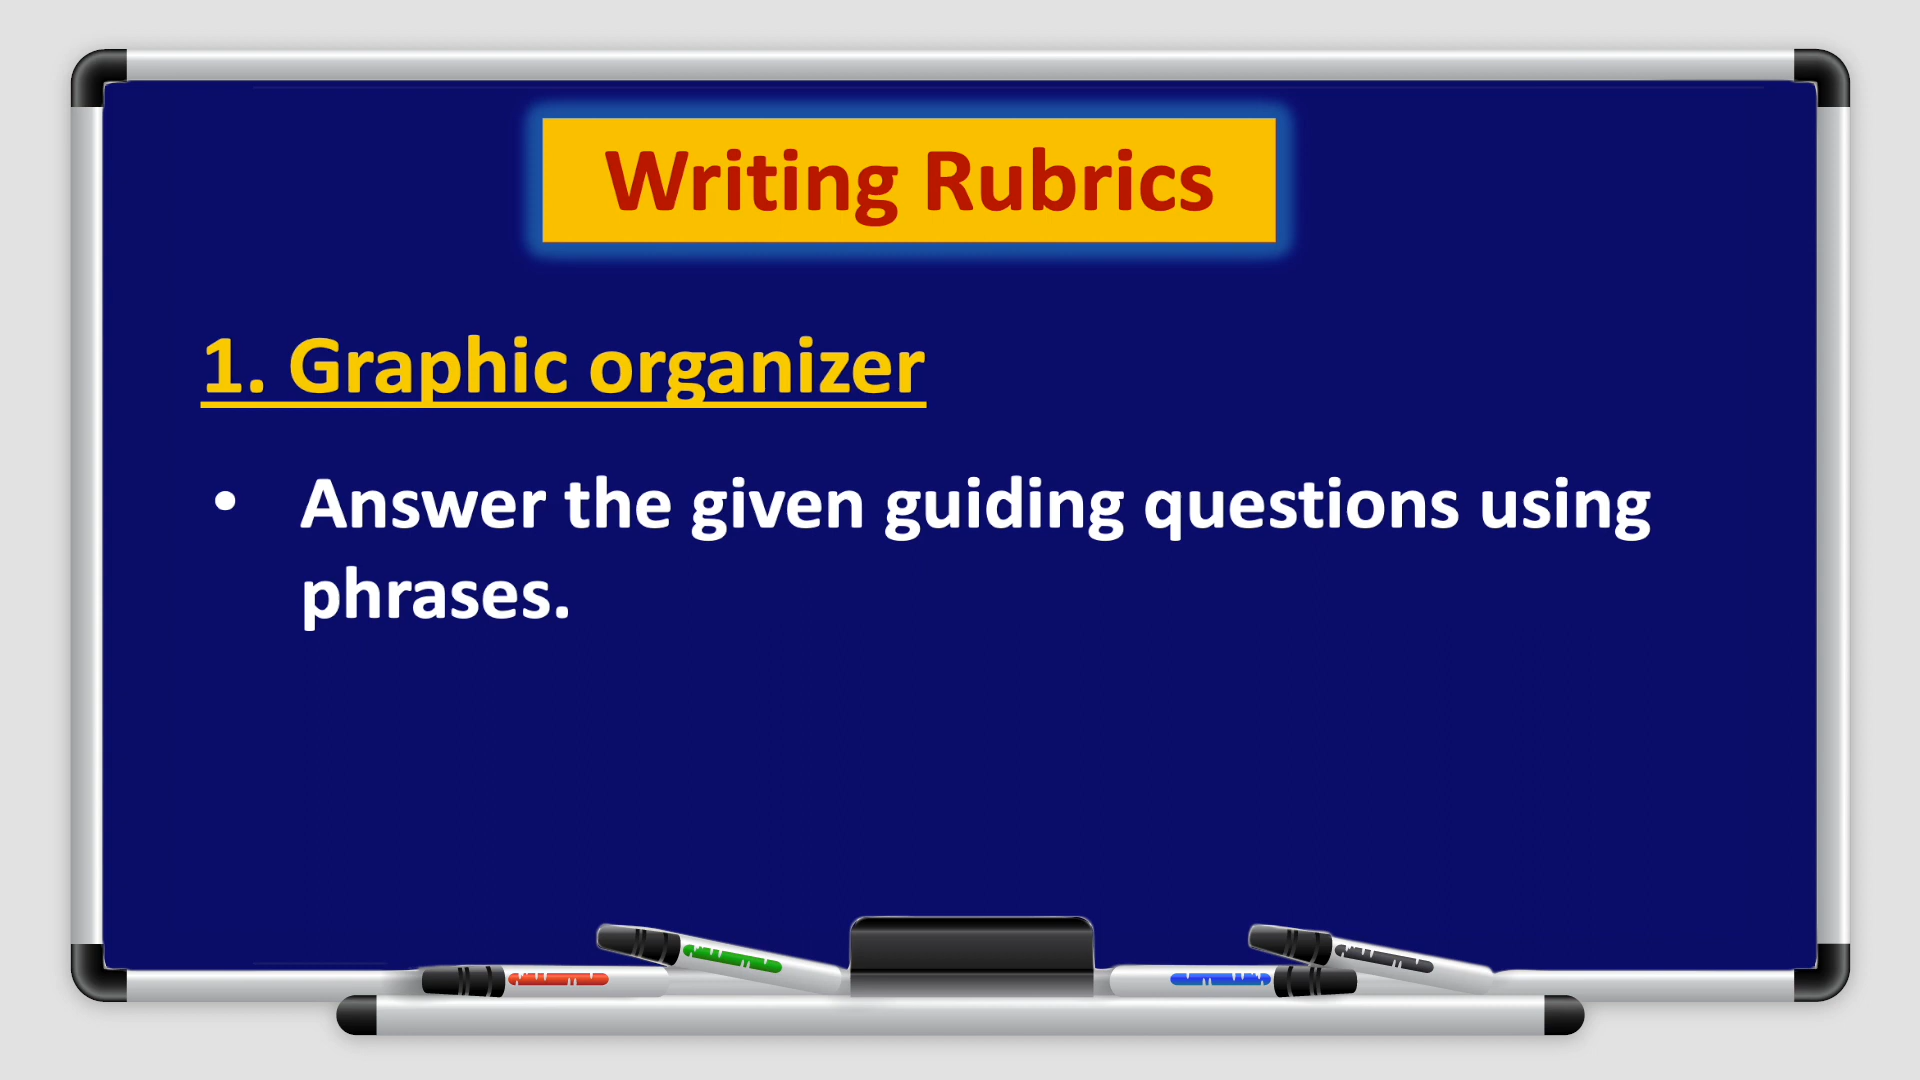 Writing Rubrics
1. Graphic organizer
• Answer the given guiding questions using
phrases.